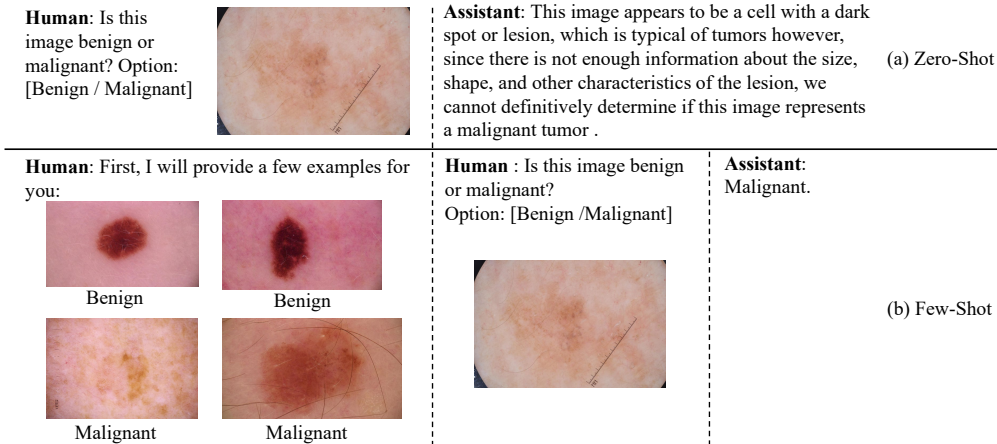 Human: Is this
image benign or
malignant? Option:
[Benign / Malignant]
Assistant: This image appears to be a cell with a dark
spot or lesion, which is typical of tumors however,
since there is not enough information about the size,
shape, and other characteristics of the lesion, we
cannot definitively determine if this image represents
a malignant tumor .
(a) Zero-Shot
Human: First, I will provide a few examples for
you:
Benign
Benign
Malignant
Malignant
Human : Is this image benign
or malignant?
Option: [Benign /Malignant]
Assistant:
Malignant.
(b) Few-Shot